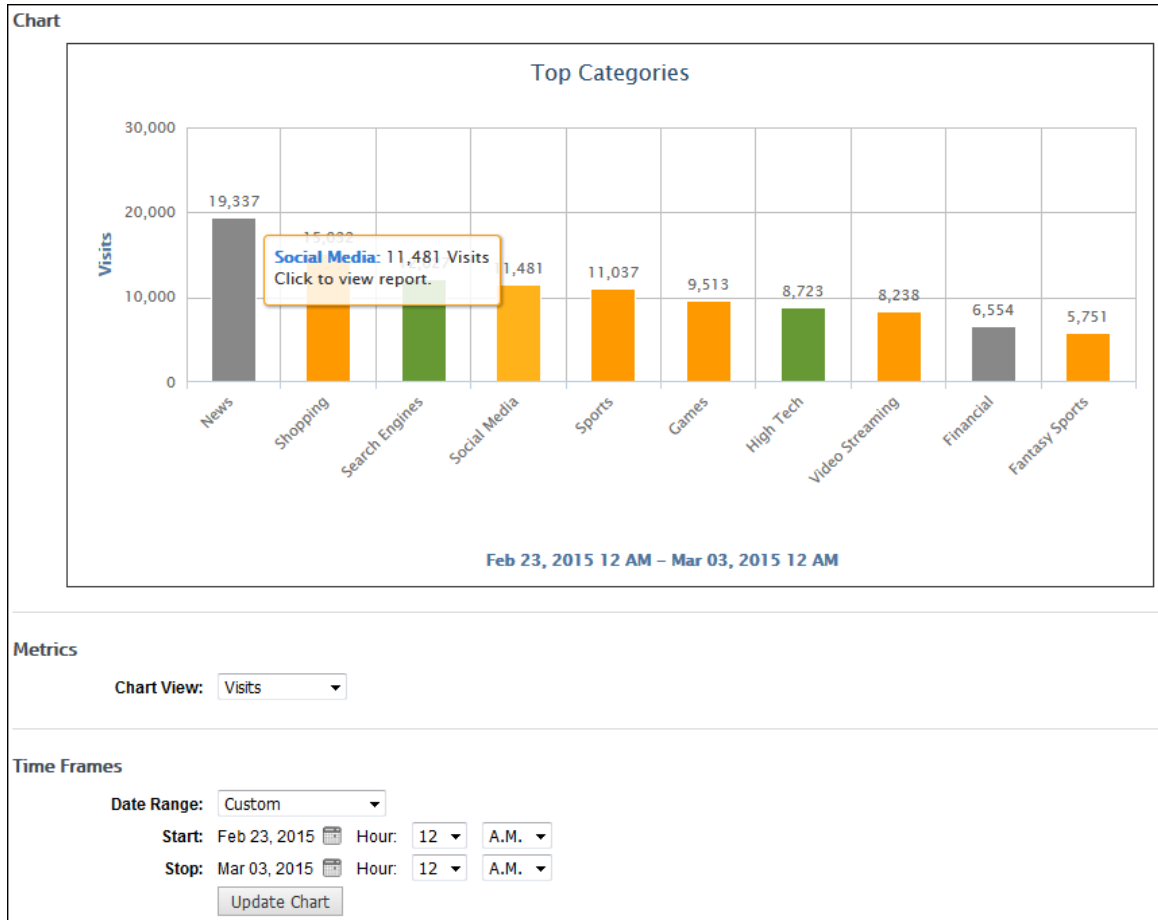 Chart
Top Categories
30,000
20,000
10,000
0
Visits
19,337
11,481
11,037
9,513
8,723
8,238
6,554
5,751
Social Media: 11,481 Visits
Click to view report.
News
Shopping
Search Engines
Social Media
Sports
Games
High Tech
Video Streaming
Financial
Fantasy Sports
Feb 23, 2015 12 AM – Mar 03, 2015 12 AM
Metrics
Chart View: Visits
Time Frames
Date Range: Custom
Start: Feb 23, 2015 Hour: 12 A.M.
Stop: Mar 03, 2015 Hour: 12 A.M.
Update Chart